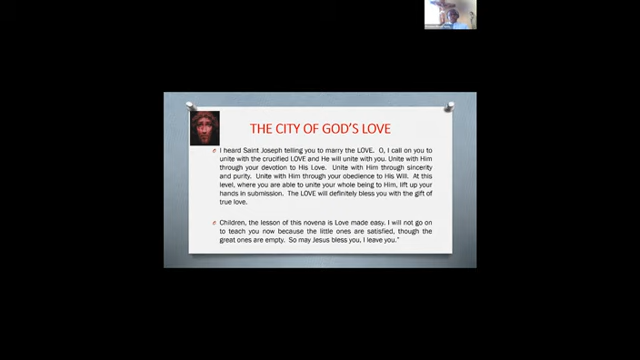 THE CITY OF GOD'S LOVE
I heard Saint Joseph telling you to marry the LOVE. O, I call on you to
unite with the crucified LOVE and He will unite with you. Unite with Him
through your devotion to His Love. Unite with Him through sincerity
and purity. Unite with Him through your obedience to His Will. At this
level, where you are able to unite your whole being to Him, lift up your
hands in submission. The LOVE will definitely bless you with the gift of
true love.
Children, the lesson of this novena is Love made easy. I will not go on
to teach you now because the little ones are satisfied, though the
great ones are empty. So may Jesus bless you, I leave you."